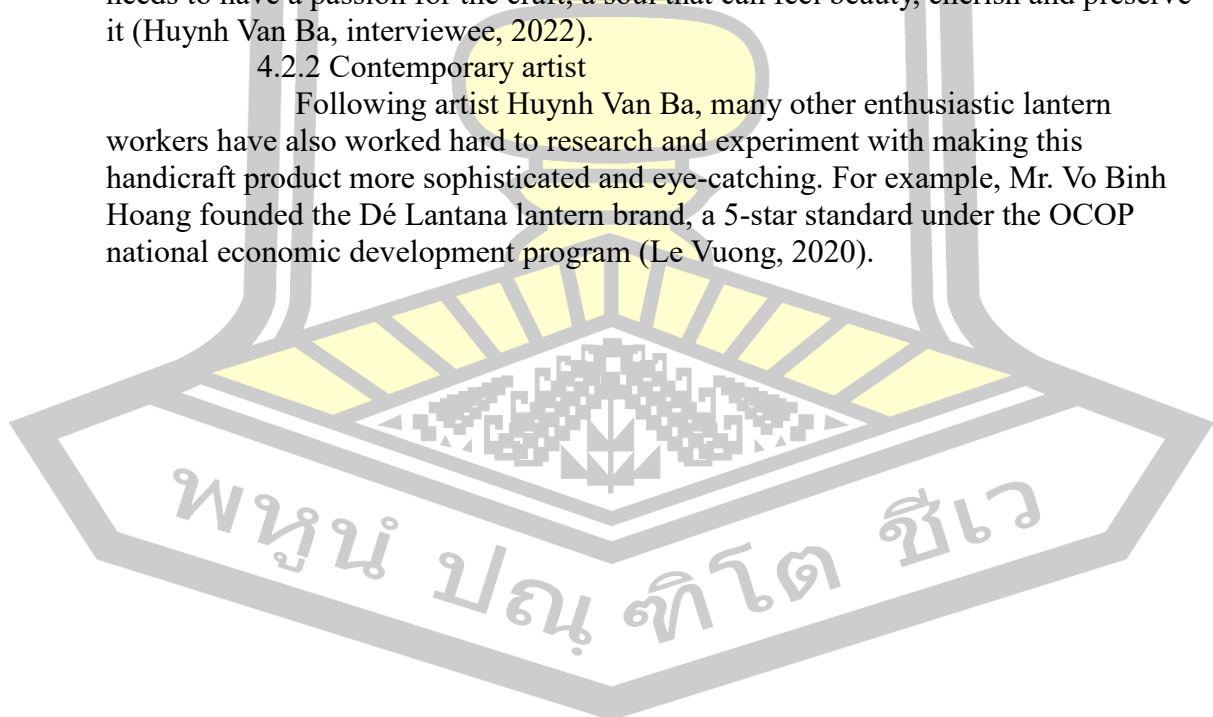 it (Huynh Van Ba, interviewee, 2022).
4.2.2 Contemporary artist
Following artist Huynh Van Ba, many other enthusiastic lantern
workers have also worked hard to research and experiment with making this
handicraft product more sophisticated and eye-catching. For example, Mr. Vo Binh
Hoang founded the Dé Lantana lantern brand, a 5-star standard under the OCOP
national economic development program (Le Vuong, 2020).
พหูนํ ปณฺฑิโต ชีเว